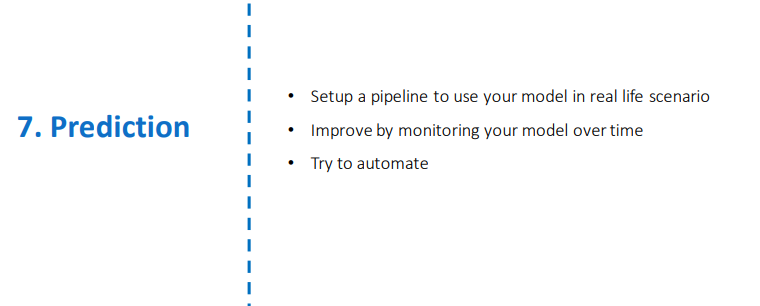 7. Prediction
• Setup a pipeline to use your model in real life scenario
• Improve by monitoring your model over time
• Try to automate